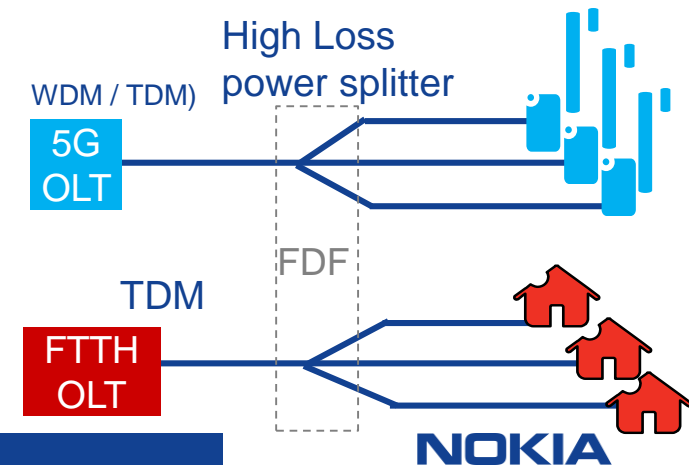 High Loss
power splitter
WDM / TDM)
5G
OLT
FDF
TDM
FTTH
OLT
NOKIA